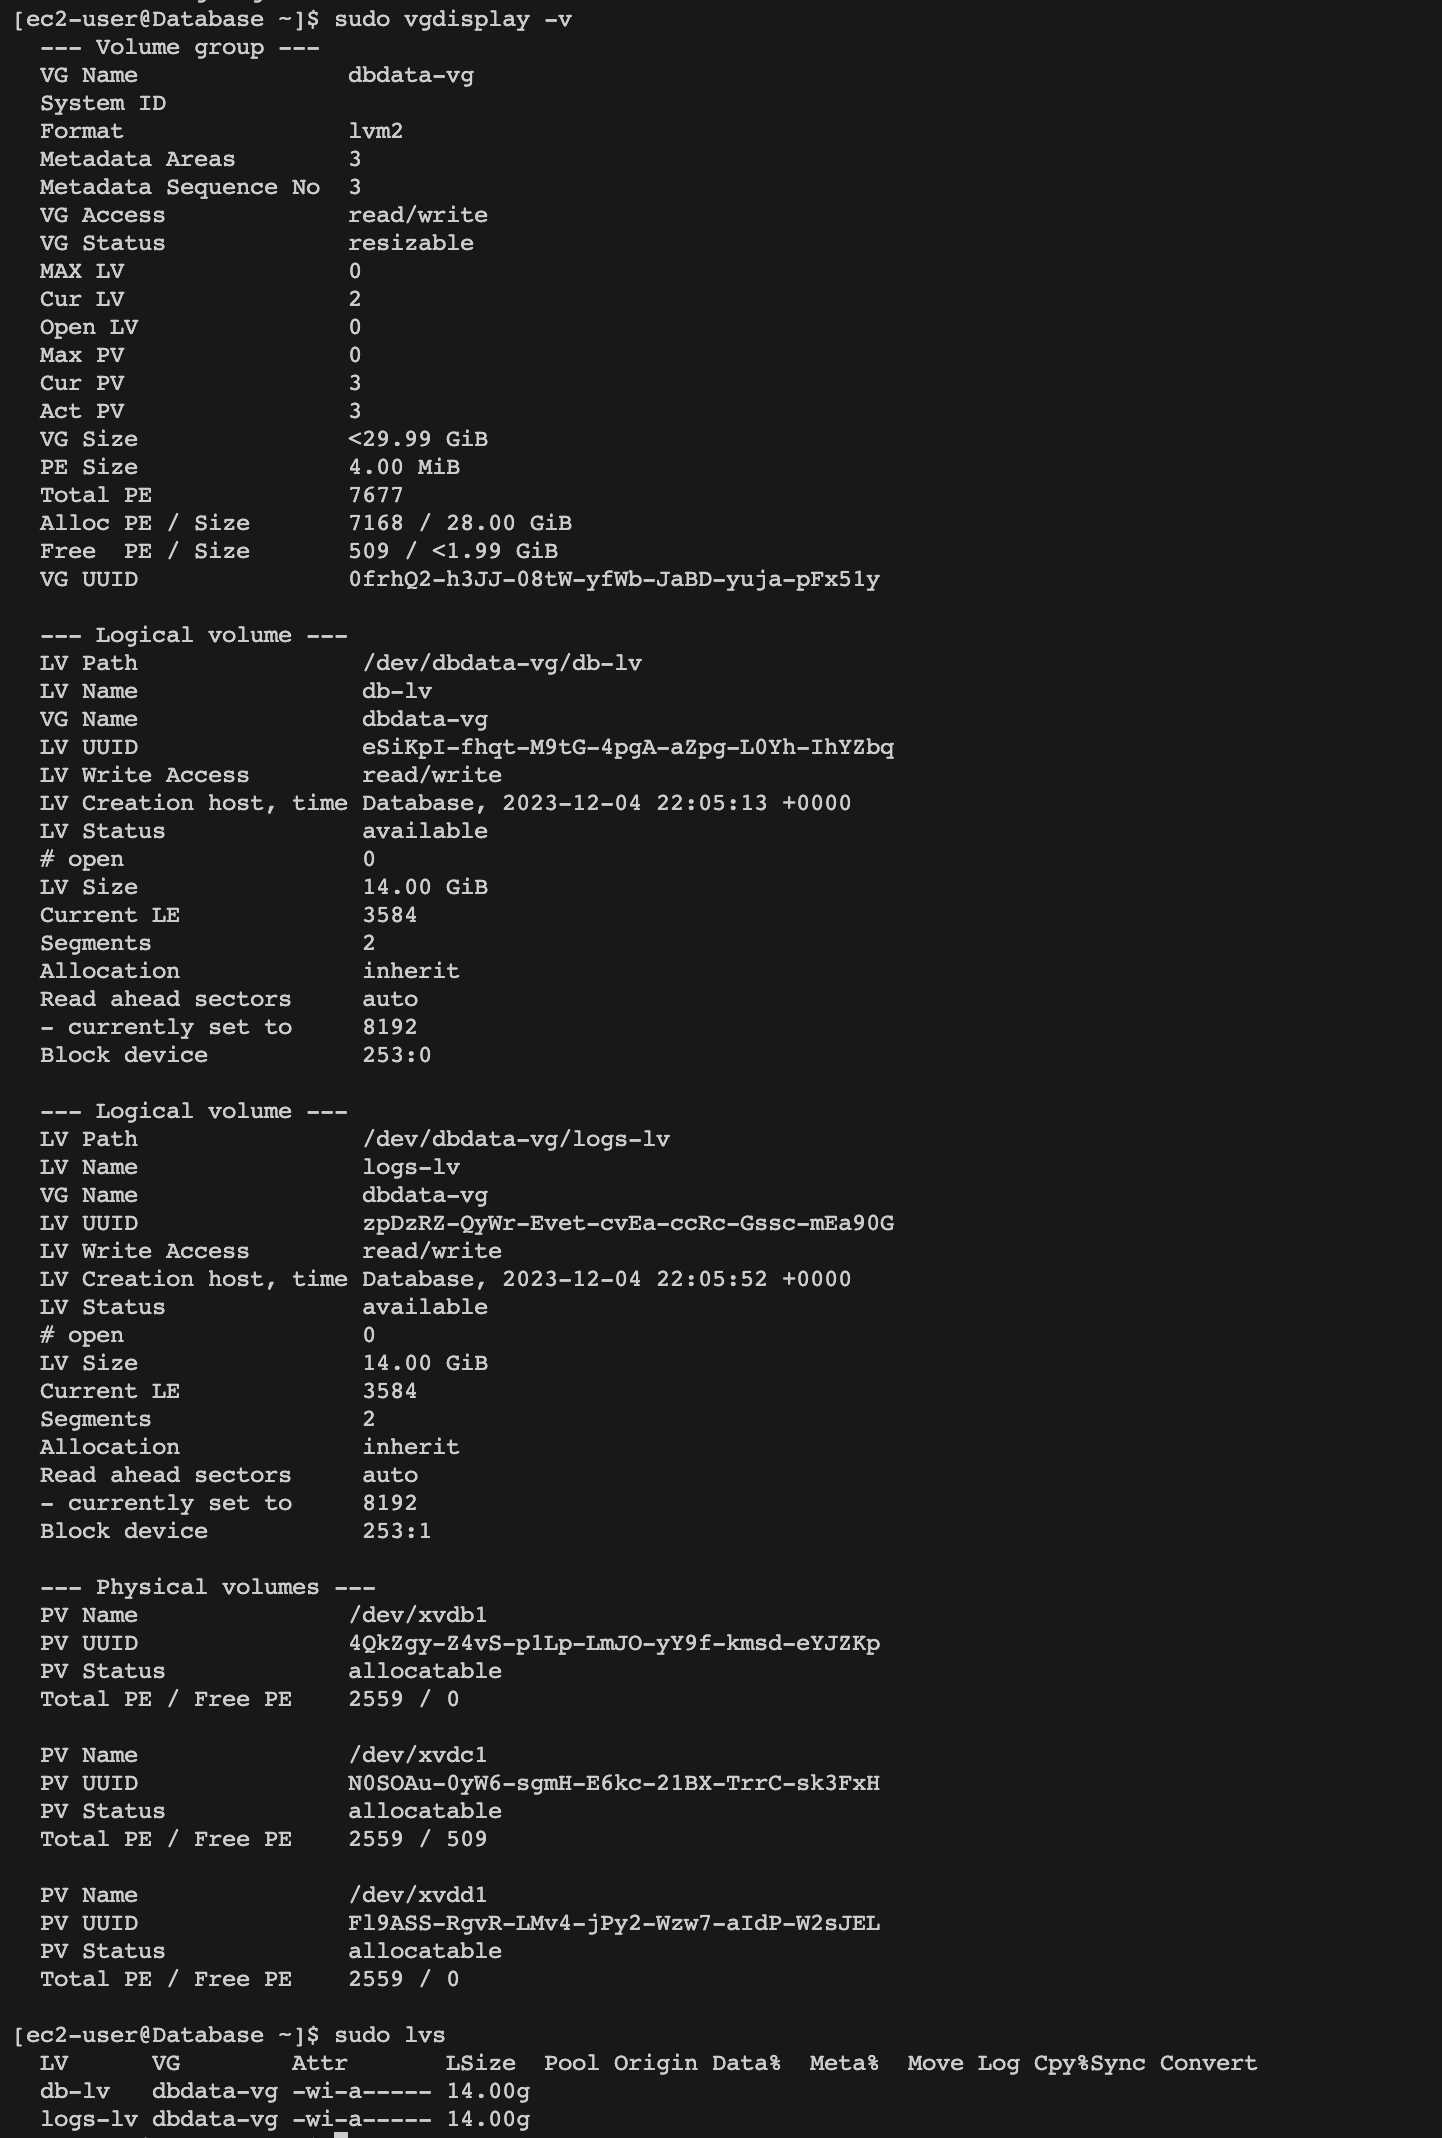 [ec2-user@Database ~]$ sudo vgdisplay -v
--- Volume group ---
VG Name dbdata-vg
System ID
Format lvm2
Metadata Areas 3
Metadata Sequence No 3
VG Access read/write
VG Status resizable
MAX LV 0
Cur LV 2
Open LV 0
Max PV 0
Cur PV 3
Act PV 3
VG Size <29.99 GiB
PE Size 4.00 MiB
Total PE 7677
Alloc PE / Size 7168 / 28.00 GiB
Free PE / Size 509 / <1.99 GiB
VG UUID 0frhQ2-h3JJ-08tW-yfWb-JaBD-yuja-pFx51y
--- Logical volume ---
LV Path /dev/dbdata-vg/db-lv
LV Name db-lv
VG Name dbdata-vg
LV UUID eSiKpI-fhqt-M9tG-4pgA-aZpg-L0Yh-IhYZbq
LV Write Access read/write
LV Creation host, time Database, 2023-12-04 22:05:13 +0000
LV Status available
# open 0
LV Size 14.00 GiB
Current LE 3584
Segments 2
Allocation inherit
Read ahead sectors auto
- currently set to 8192
Block device 253:0
--- Logical volume ---
LV Path /dev/dbdata-vg/logs-lv
LV Name logs-lv
VG Name dbdata-vg
LV UUID zpDzRZ-QyWr-Evet-cvEa-ccRc-Gssc-mEa90G
LV Write Access read/write
LV Creation host, time Database, 2023-12-04 22:05:52 +0000
LV Status available
# open 0
LV Size 14.00 GiB
Current LE 3584
Segments 2
Allocation inherit
Read ahead sectors auto
- currently set to 8192
Block device 253:1
--- Physical volumes ---
PV Name /dev/xvdb1
PV UUID 4QkZgy-Z4vS-p1Lp-LmJO-yY9f-kmsd-eYJZKp
PV Status allocatable
Total PE / Free PE 2559 / 0
PV Name /dev/xvdc1
PV UUID N0SOAu-0yW6-sgmH-E6kc-21BX-TrrC-sk3FxH
PV Status allocatable
Total PE / Free PE 2559 / 509
PV Name /dev/xvdd1
PV UUID Fl9ASS-RgvR-LMv4-jPy2-Wzw7-aIdP-W2sJEL
PV Status allocatable
Total PE / Free PE 2559 / 0
[ec2-user@Database ~]$ sudo lvs
LV VG Attr LSize Pool Origin Data% Meta% Move Log Cpy%Sync Convert
db-lv dbdata-vg -wi-a----- 14.00g
logs-lv dbdata-vg -wi-a----- 14.00g